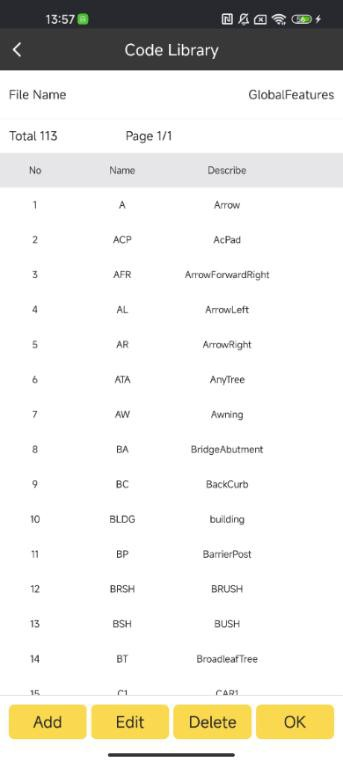 13:57 56
Code Library
File Name GlobalFeatures
Total 113 Page 1/1
No Name Describe
1 A Arrow
2 ACP AcPad
3 AFR ArrowForwardRight
4 AL ArrowLeft
5 AR ArrowRight
6 ATA AnyTree
7 AW Awning
8 BA BridgeAbutment
9 BC BackCurb
10 BLDG building
11 BP BarrierPost
12 BRSH BRUSH
13 BSH BUSH
14 BT BroadleafTree
15 C1 CAR1
Add Edit Delete OK